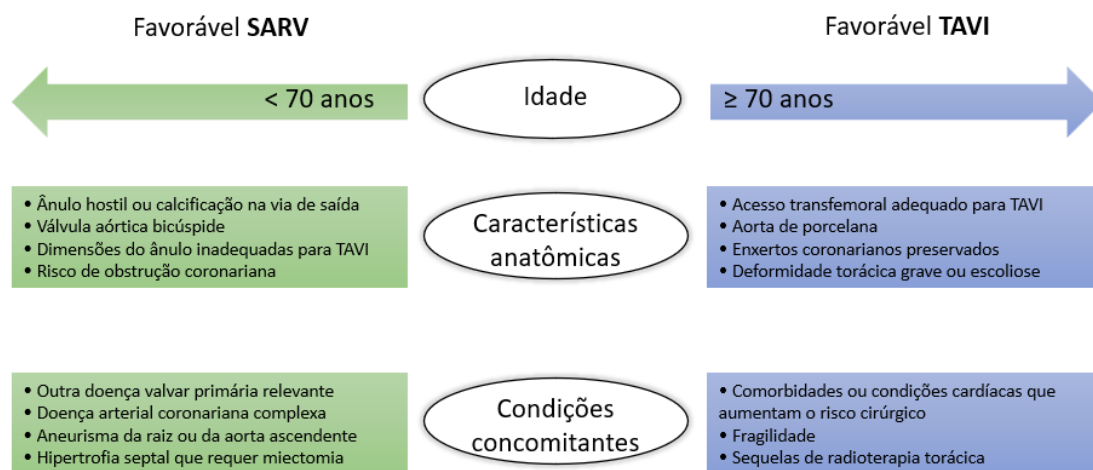 Favorável SARV
Favorável TAVI
< 70 anos
Idade
≥ 70 anos
• Ânulo hostil ou calcificação na via de saída
• Válvula aórtica bicúspide
• Dimensões do ânulo inadequadas para TAVI
• Risco de obstrução coronariana
Características
anatômicas
• Acesso transfemoral adequado para TAVI
• Aorta de porcelana
• Enxertos coronarianos preservados
• Deformidade torácica grave ou escoliose
• Outra doença valvar primária relevante
• Doença arterial coronariana complexa
• Aneurisma da raiz ou da aorta ascendente
• Hipertrofia septal que requer miectomia
Condições
concomitantes
• Comorbidades ou condições cardíacas que
aumentam o risco cirúrgico
• Fragilidade
• Sequelas de radioterapia torácica